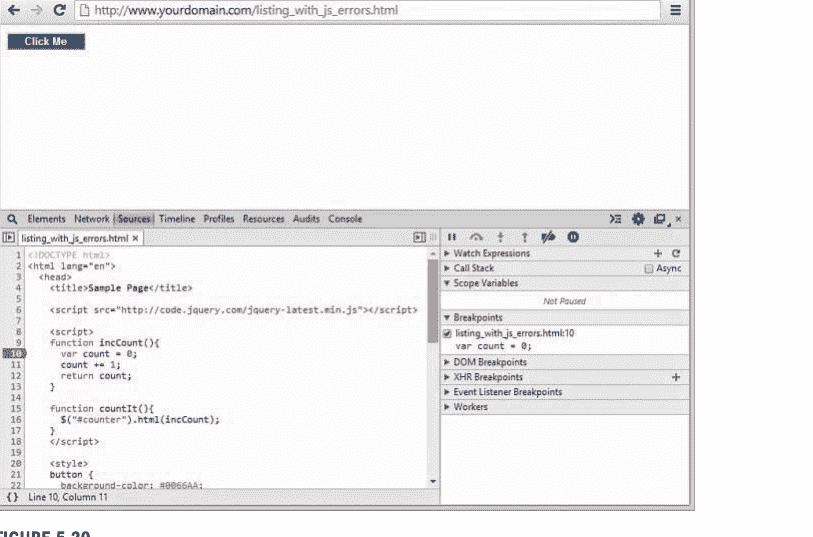 http://www.yourdomain.com/listing_with_js_errors.html
Click Me
Elements Network Sources Timeline Profiles Resources Audits Console
listing_with_js_errors.html ×
1 <!DOCTYPE html>
2 <html lang="en">
3 <head>
4 <title>Sample Page</title>
5
6 <script src="http://code.jquery.com/jquery-latest.min.js"></script>
7
8 <script>
9 function incCount(){
10 var count = 0;
11 count += 1;
12 return count;
13 }
14
15 function countIt(){
16 $("#counter").html(incCount);
17 }
18 </script>
19
20 <style>
21 button {
22 background-color: #0066AA;
{} Line 10, Column 11
Watch Expressions
Call Stack
Async
Scope Variables
Not Paused
Breakpoints
listing_with_js_errors.html:10
var count = 0;
DOM Breakpoints
XHR Breakpoints
Event Listener Breakpoints
Workers
FIGURE 5.20